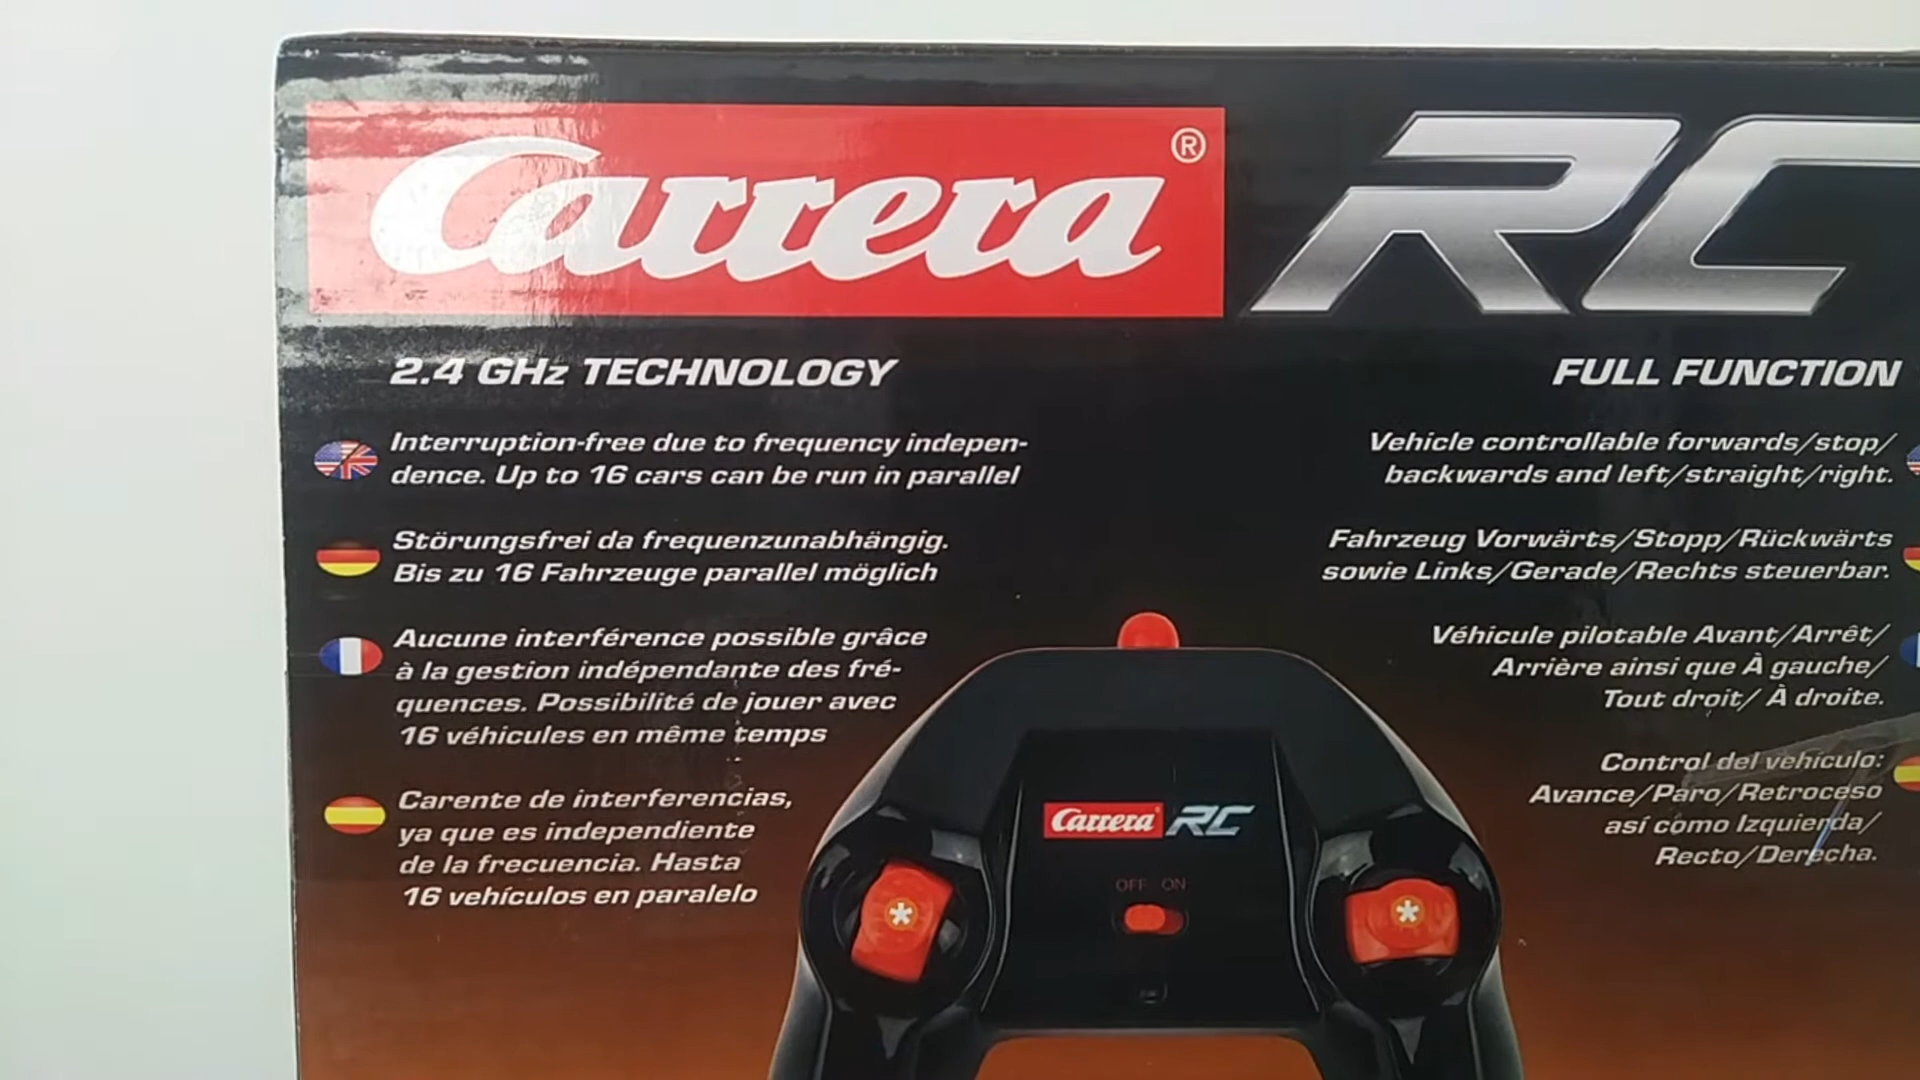 Carrera®
RC
2.4 GHz TECHNOLOGY
Interruption-free due to frequency indepen-
dence. Up to 16 cars can be run in parallel
Störungsfrei da frequenzunabhängig.
Bis zu 16 Fahrzeuge parallel möglich
Aucune interférence possible grâce
à la gestion indépendante des fré-
quences. Possibilité de jouer avec
16 véhicules en même temps
Carente de interferencias,
ya que es independiente
de la frecuencia. Hasta
16 vehículos en paralelo
FULL FUNCTION
Vehicle controllable forwards/stop/
backwards and left/straight/right.
Fahrzeug Vorwärts/Stopp/Rückwärts
sowie Links/Gerade/Rechts steuerbar.
Véhicule pilotable Avant/Arrêt/
Arrière ainsi que À gauche/
Tout droit/ À droite.
Control del vehículo:
Avance/Paro/Retroceso
así como Izquierda/
Recto/Derecha.
Carrera RC
OFF ON